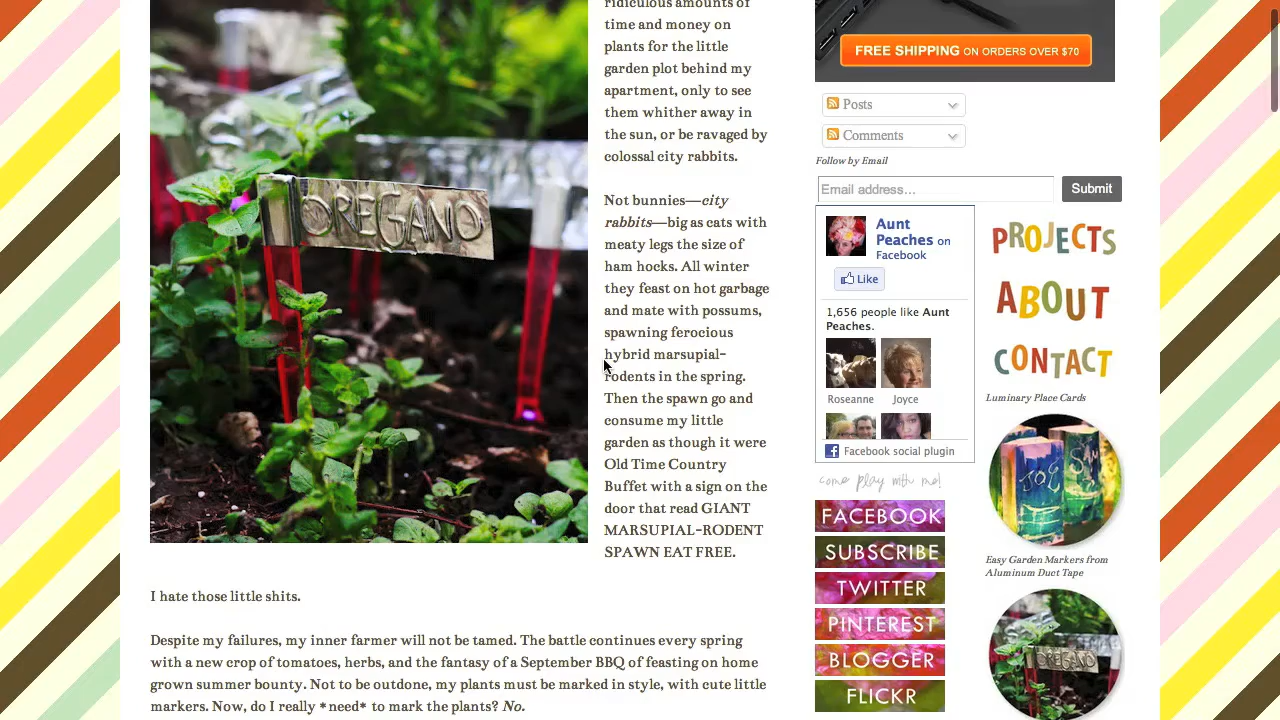 ridiculous amounts of
time and money on
plants for the little
garden plot behind my
apartment, only to see
them whither away in
the sun, or be ravaged by
colossal city rabbits.
Not bunnies—city
rabbits—big as cats with
meaty legs the size of
ham hocks. All winter
they feast on hot garbage
and mate with possums,
spawning ferocious
hybrid marsupial-
rodents in the spring.
Then the spawn go and
consume my little
garden as though it were
Old Time Country
Buffet with a sign on the
door that read GIANT
MARSUPIAL-RODENT
SPAWN EAT FREE.
OREGANO
I hate those little shits.
Despite my failures, my inner farmer will not be tamed. The battle continues every spring
with a new crop of tomatoes, herbs, and the fantasy of a September BBQ of feasting on home
grown summer bounty. Not to be outdone, my plants must be marked in style, with cute little
markers. Now, do I really *need* to mark the plants? No.
FREE SHIPPING ON ORDERS OVER $70
Posts
Comments
Follow by Email
Email address...
Submit
Aunt
Peaches on
Facebook
Like
1,656 people like Aunt
Peaches.
Roseanne
Joyce
Facebook social plugin
come play with me!
FACEBOOK
SUBSCRIBE
TWITTER
PINTEREST
BLOGGER
FLICKR
PROJECTS
ABOUT
CONTACT
Luminary Place Cards
JOE
Easy Garden Markers from
Aluminum Duct Tape
OREGANO